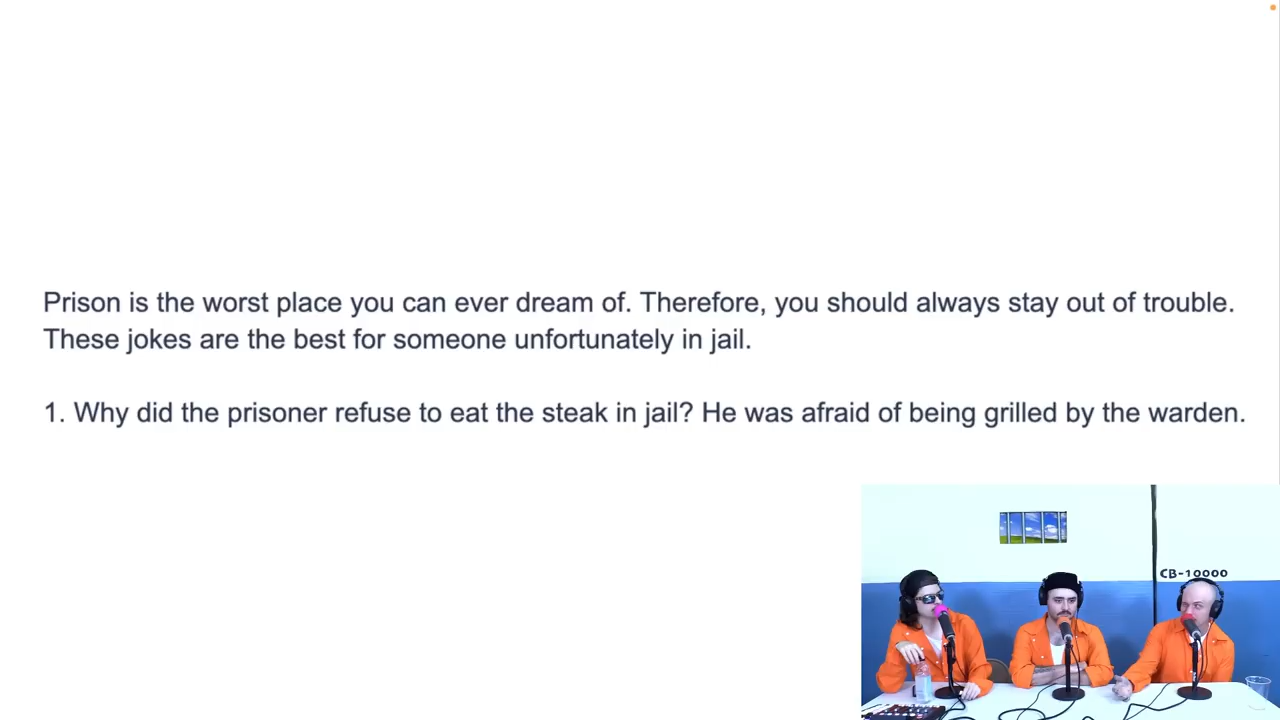 Prison is the worst place you can ever dream of. Therefore, you should always stay out of trouble.
These jokes are the best for someone unfortunately in jail.
1. Why did the prisoner refuse to eat the steak in jail? He was afraid of being grilled by the warden.
CB-10000